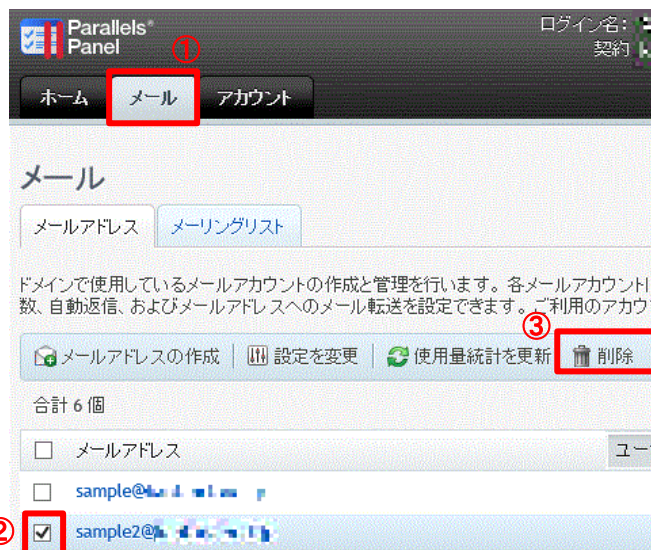 Parallels®
Panel
ログイン名:
契約
①
ホーム メール アカウント
メール
メールアドレス メーリングリスト
ドメインで使用しているメールアカウントの作成と管理を行います。各メールアカウント
数、自動返信、およびメールアドレスへのメール転送を設定できます。ご利用のアカウ
③
メールアドレスの作成 設定を変更 使用量統計を更新 削除
合計 6 個
メールアドレス ユー
sample@
② sample2@